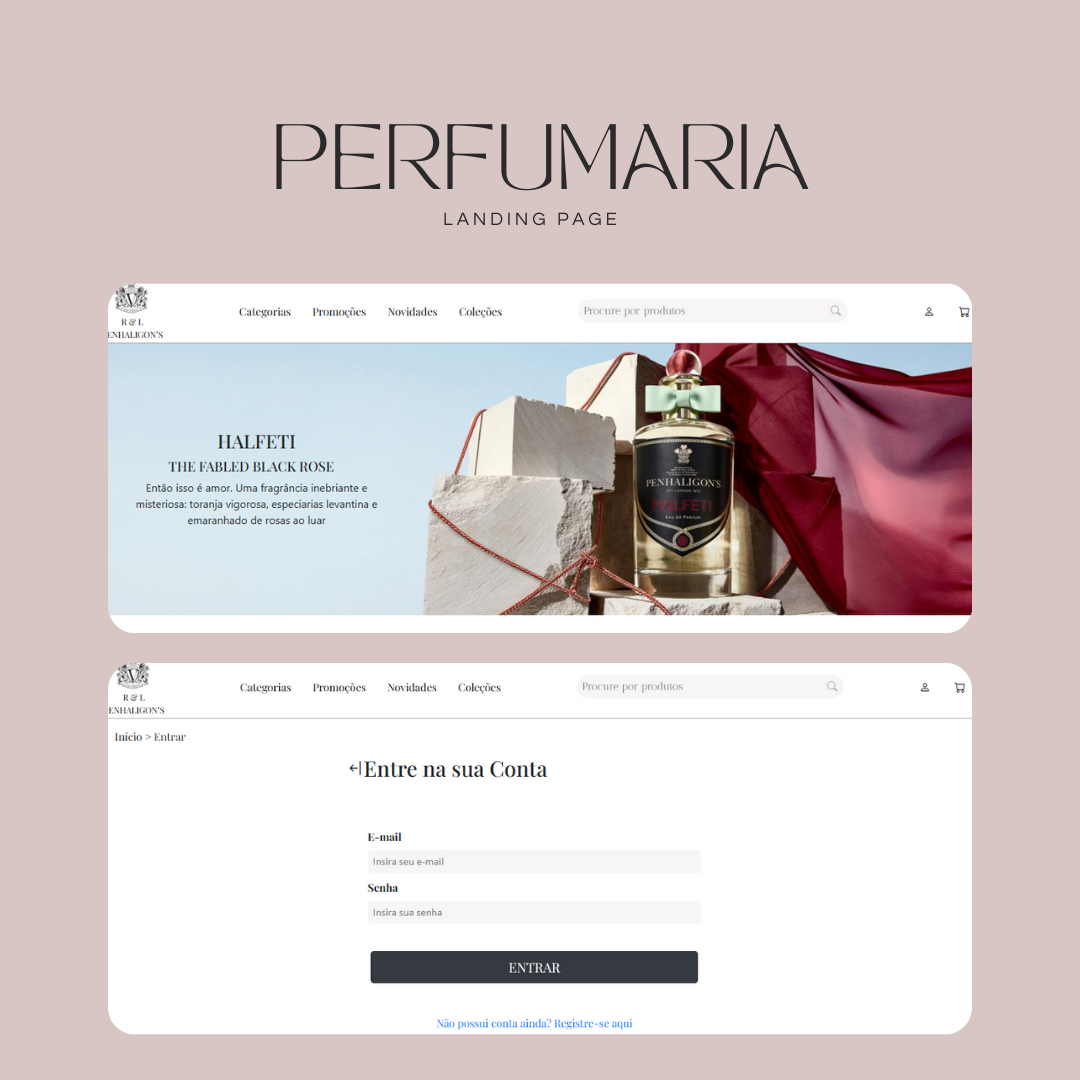 PERFUMARIA
LANDING PAGE
R & L
ENHALIGON'S
Categorias Promoções Novidades Coleções Procure por produtos
HALFETI
THE FABLED BLACK ROSE
Então isso é amor. Uma fragrância inebriante e
misteriosa: toranja vigorosa, especiarias levantina e
emaranhado de rosas ao luar
PENHALIGON'S
HALFETI
EAU DE PARFUM
R & L
ENHALIGON'S
Categorias Promoções Novidades Coleções Procure por produtos
Início > Entrar
Entre na sua Conta
E-mail
Insira seu e-mail
Senha
Insira sua senha
ENTRAR
Não possui conta ainda? Registre-se aqui